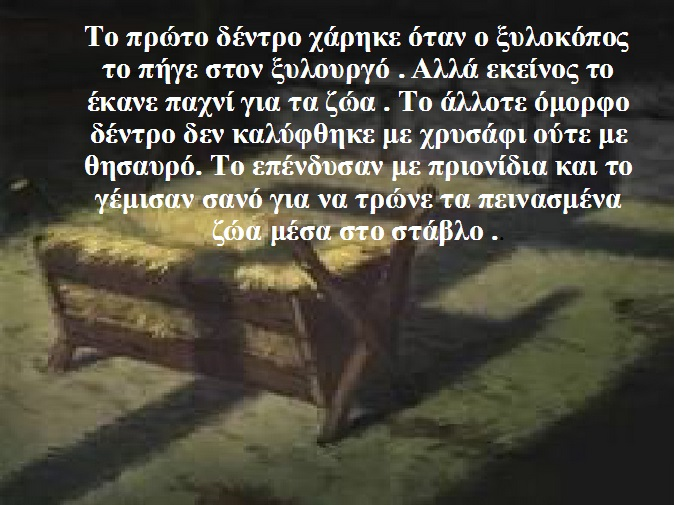 Το πρώτο δέντρο χάρηκε όταν ο ξυλοκόπος
το πήγε στον ξυλουργό . Αλλά εκείνος το
έκανε παχνί για τα ζώα . Το άλλοτε όμορφο
δέντρο δεν καλύφθηκε με χρυσάφι ούτε με
θησαυρό. Το επένδυσαν με πριονίδια και το
γέμισαν σανό για να τρώνε τα πεινασμένα
ζώα μέσα στο στάβλο .